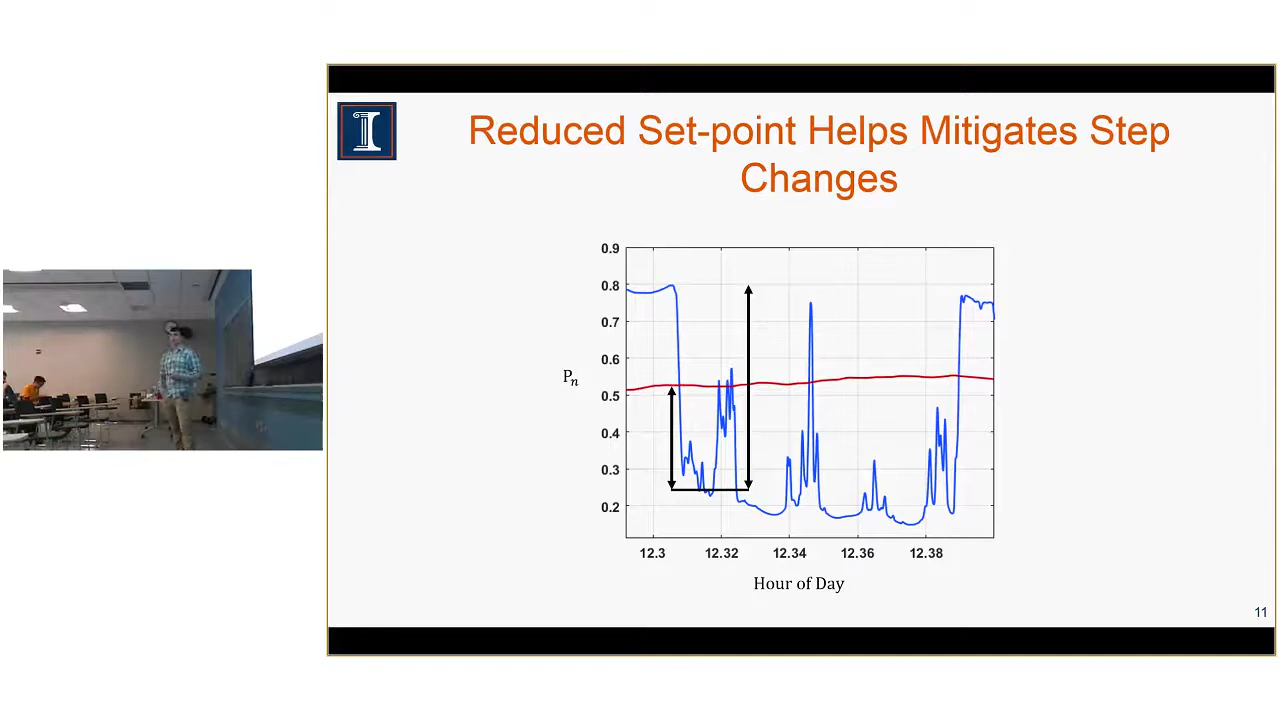 Reduced Set-point Helps Mitigates Step
Changes
0.9
0.8
0.7
0.6
0.5
0.4
0.3
0.2
Pn
12.3 12.32 12.34 12.36 12.38
Hour of Day
11